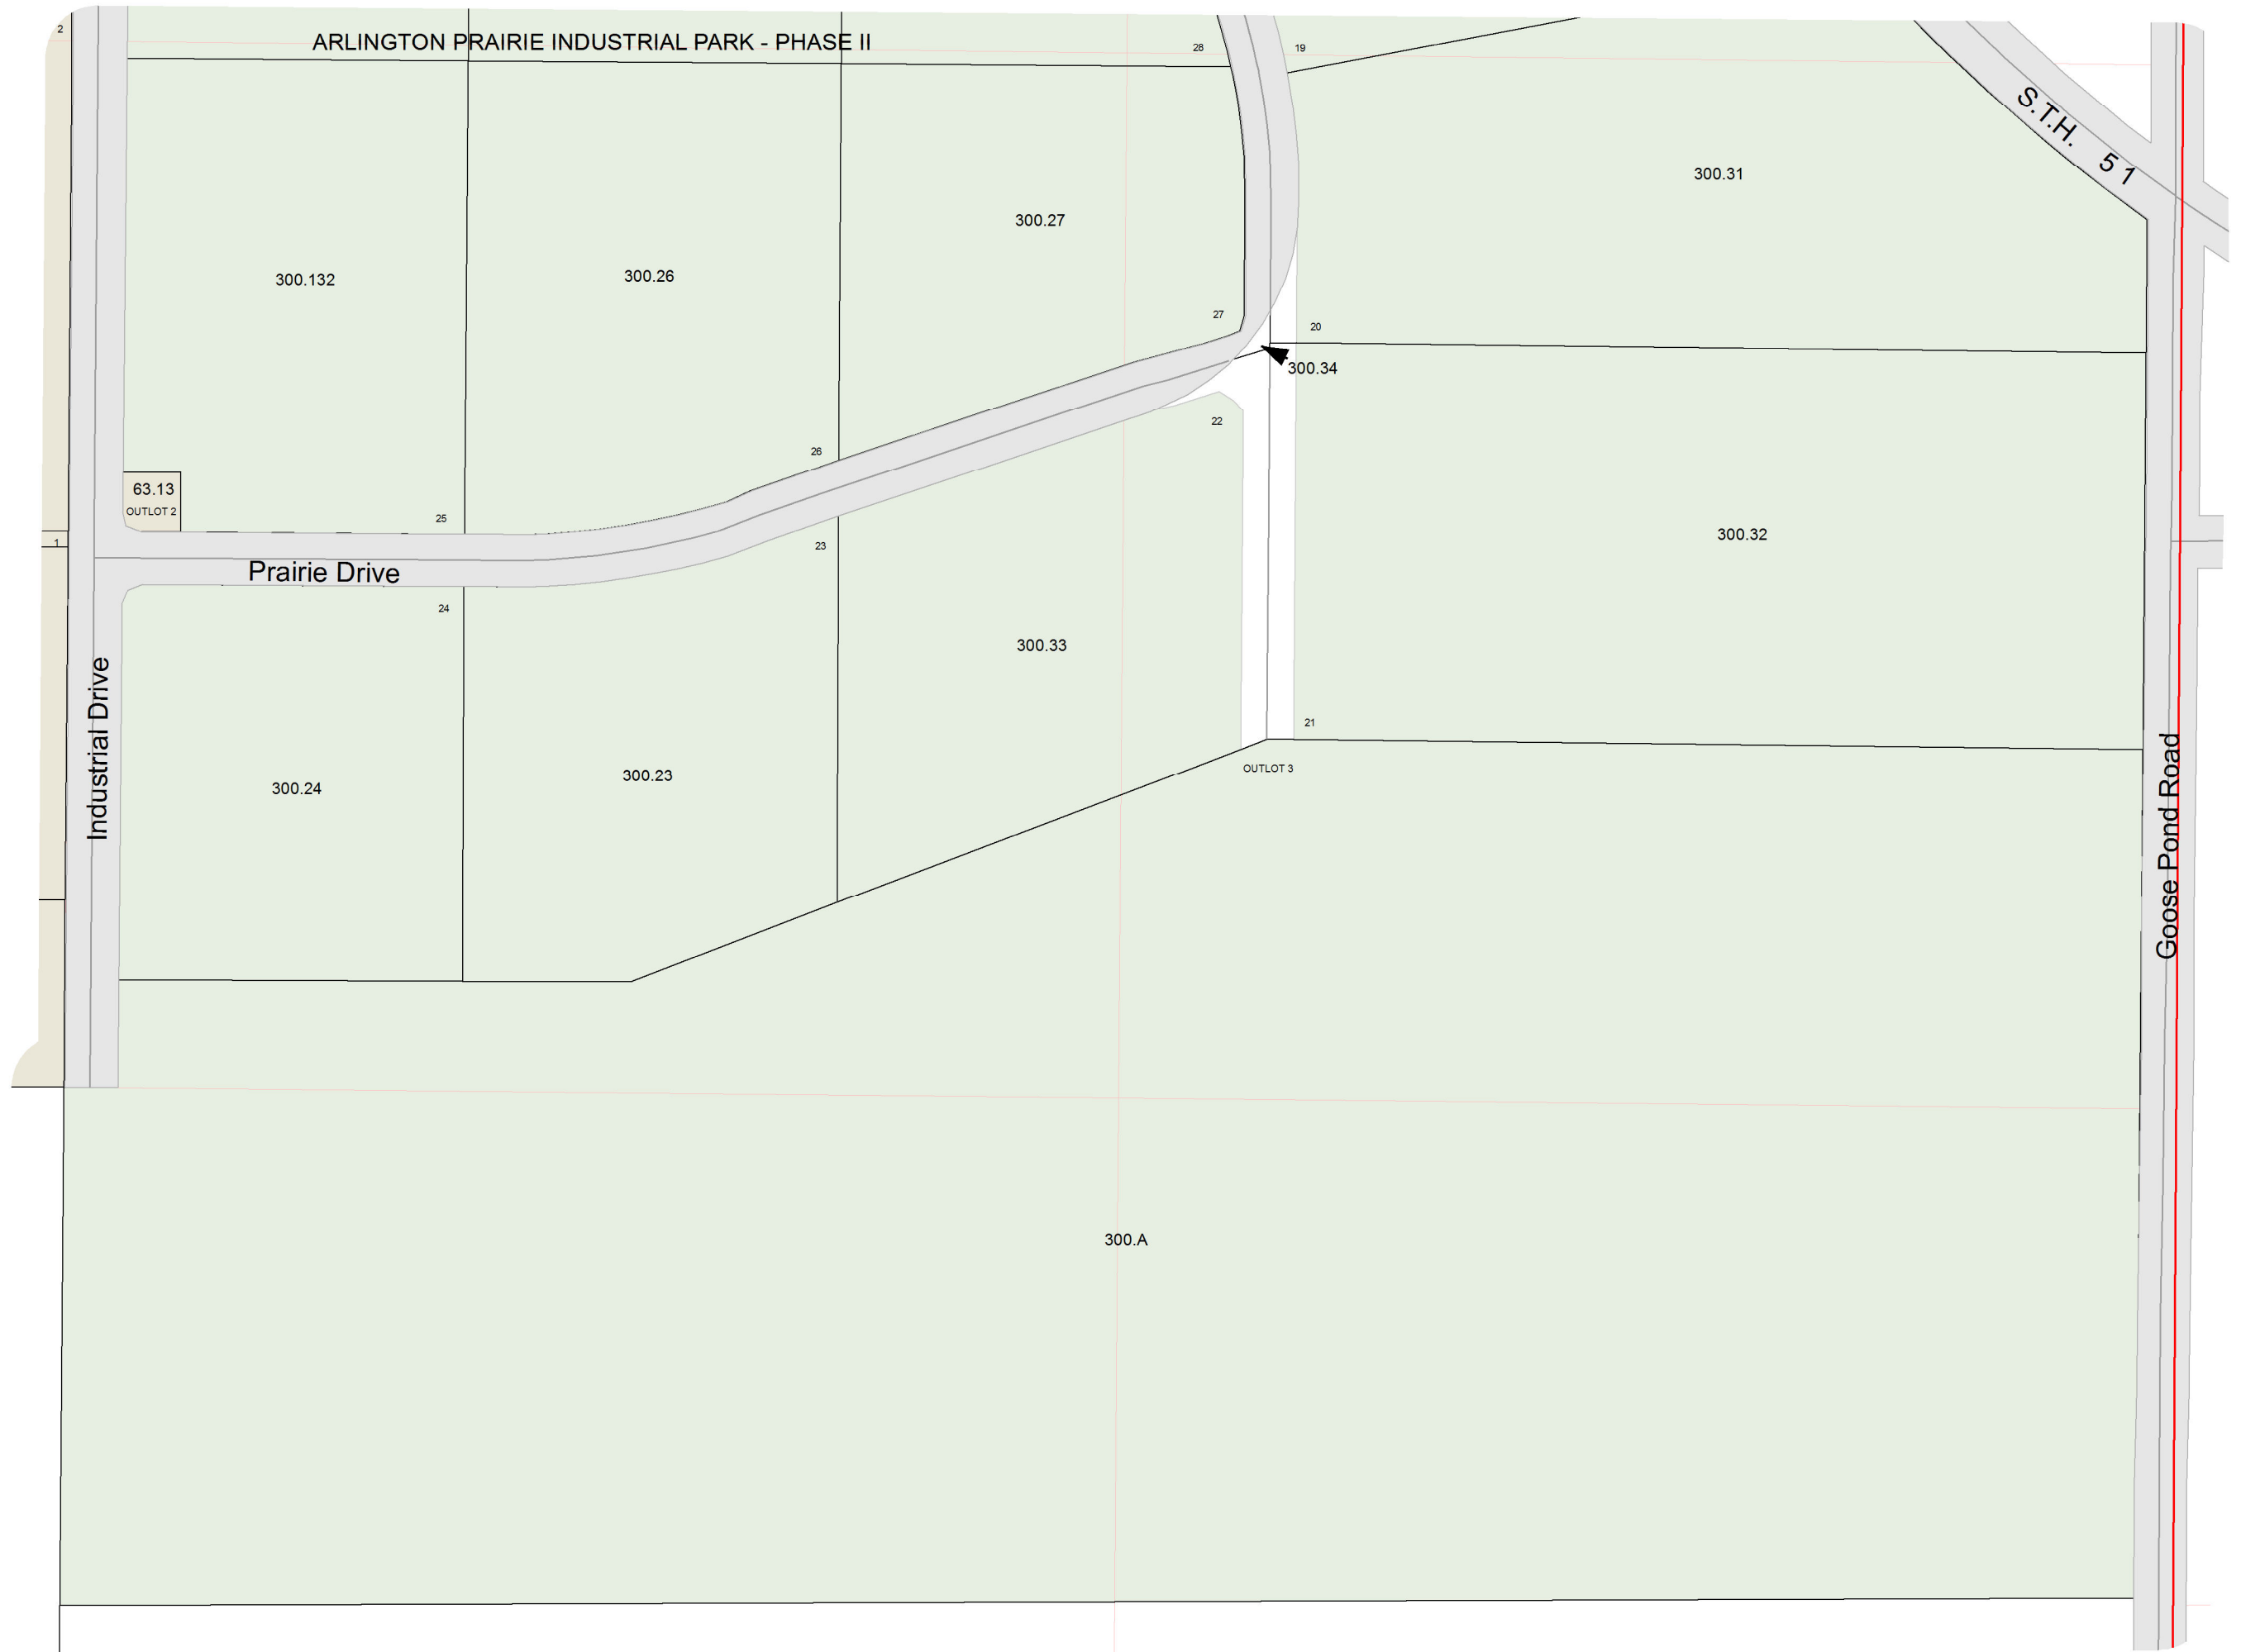 2
ARLINGTON PRAIRIE INDUSTRIAL PARK - PHASE II
28
19
S.T.H. 51
300.31
300.27
300.132
300.26
27
20
300.34
22
26
63.13
OUTLOT 2
25
1
23
300.32
Prairie Drive
24
300.33
Industrial Drive
21
OUTLOT 3
300.23
300.24
Goose Pond Road
300.A